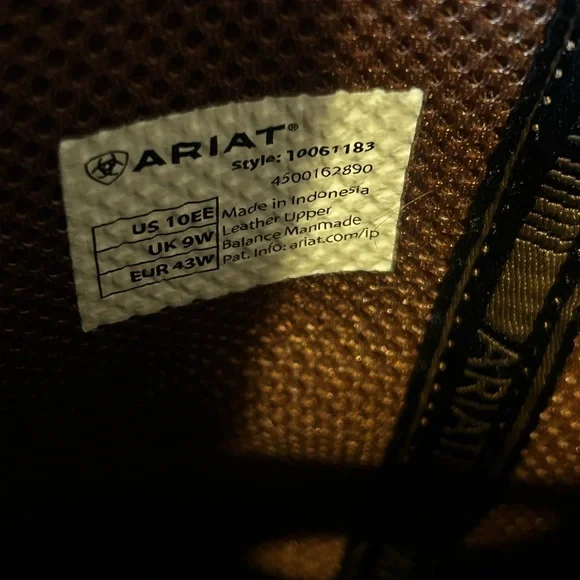 ARIAT®
Style: 10061183
4500162890
US 10EE
UK 9W
EUR 43W
Made in Indonesia
Leather Upper
Balance Manmade
Pat. Info: ariat.com/ip
ARIAT